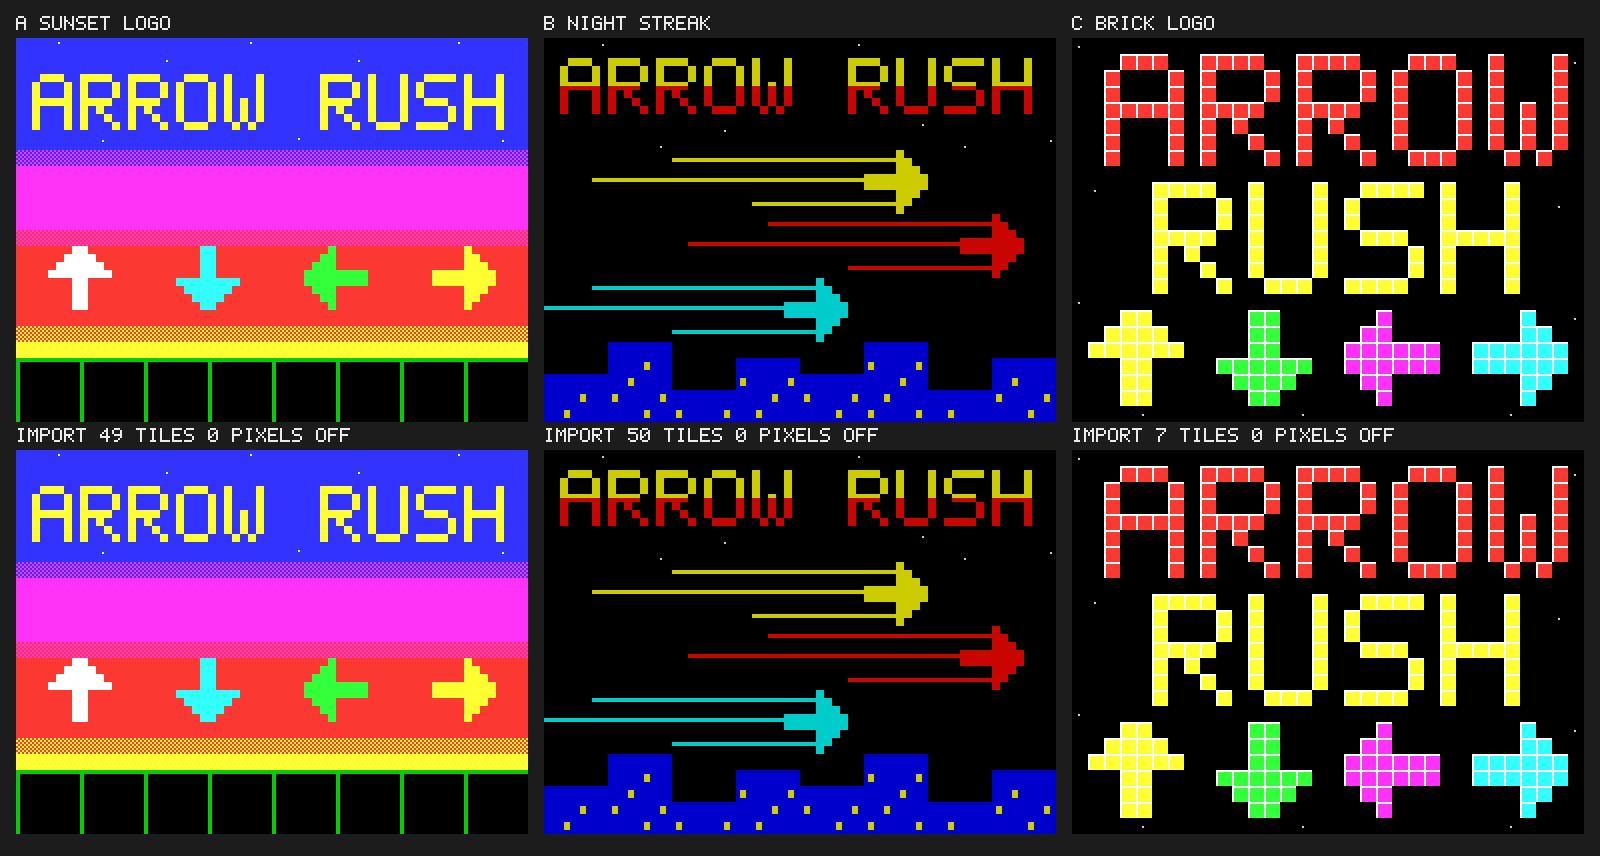 A SUNSET LOGO
ARROW RUSH
B NIGHT STREAK
ARROW RUSH
C BRICK LOGO
ARROW
RUSH
IMPORT 49 TILES 0 PIXELS OFF
ARROW RUSH
IMPORT 50 TILES 0 PIXELS OFF
ARROW RUSH
IMPORT 7 TILES 0 PIXELS OFF
ARROW
RUSH